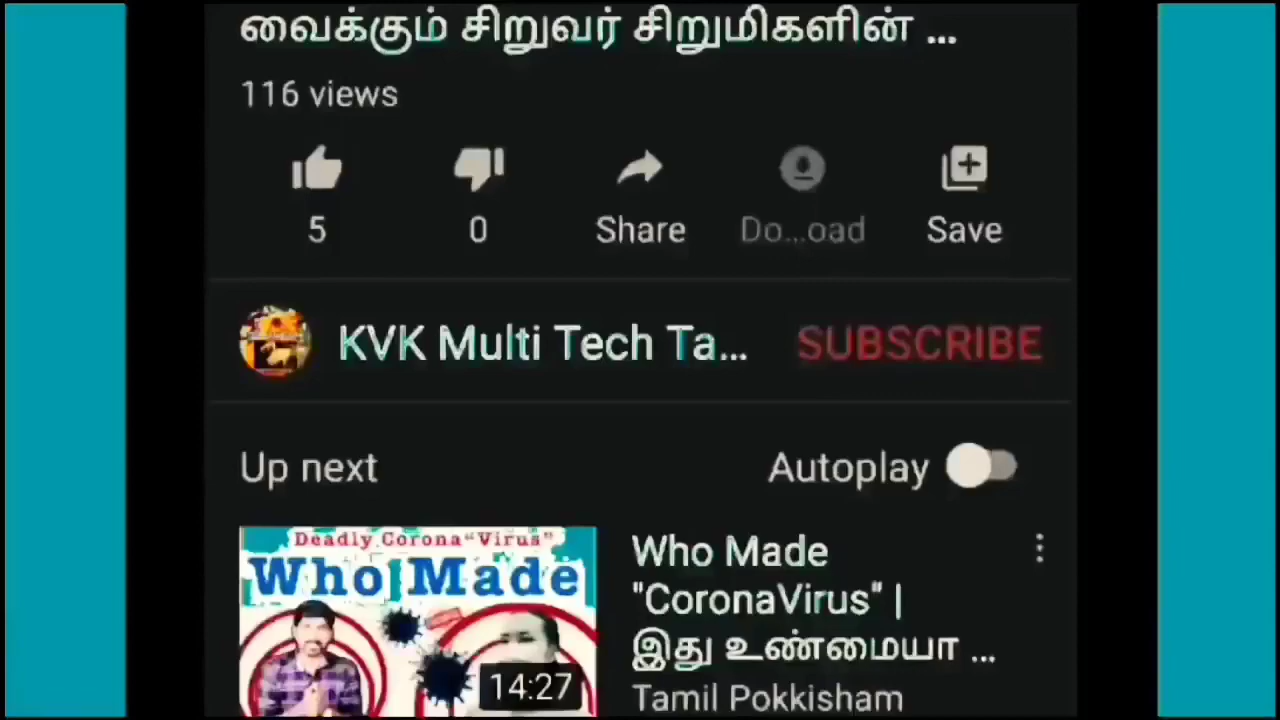 வைக்கும் சிறுவர் சிறுமிகளின் ...
116 views
5 0 Share Do...oad Save
KVK Multi Tech Ta... SUBSCRIBE
Up next Autoplay
Deadly Corona“Virus”
Who Made
14:27
Who Made
"CoronaVirus" |
இது உண்மையா ...
Tamil Pokkisham